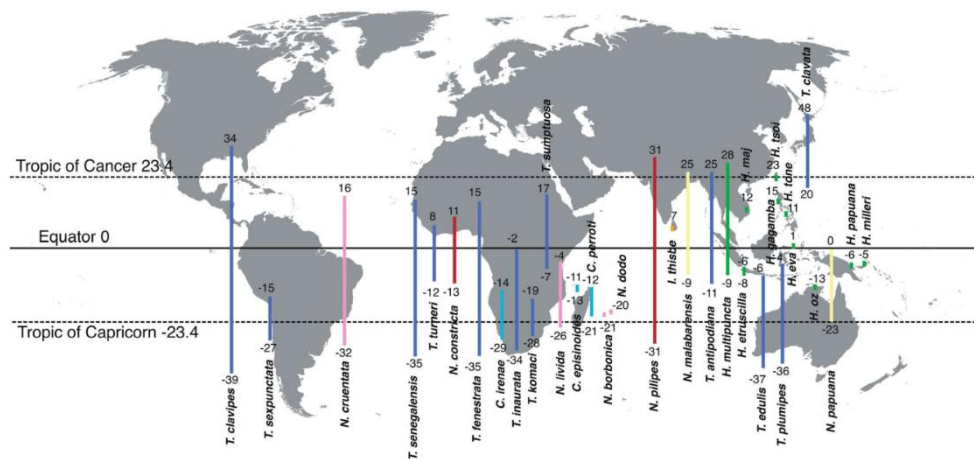 Tropic of Cancer 23.4
Equator 0
Tropic of Capricorn -23.4
34
-39
T. clavipes
-15
-27
T. sexpunctata
16
-32
N. cruentata
15
-35
T. senegalensis
8
-12
T. turneri
11
-13
N. constricta
15
-35
T. fenestrata
-14
-29
C. irenae
-2
-34
T. inaurata
-19
-28
T. komaci
T. sumptuosa
17
-7
-4
-26
N. livida
-11
-13
C. episinoides
C. perroti
-12
-21
N. dodo
-20
-21
N. borbonica
31
-31
N. pilipes
7
I. thisbe
25
-9
N. malabarensis
25
-11
T. antipodiana
28
-9
H. multipuncta
H. maj
12
-6
-8
H. etruscilla
H. tsoi
23
15
H. gagamba
H. tone
11
1
H. eva
-6
-37
T. edulis
-4
-36
T. plumipes
T. clavata
48
20
-13
H. oz
0
-23
N. papuana
H. papuana
-6
H. milleri
-5